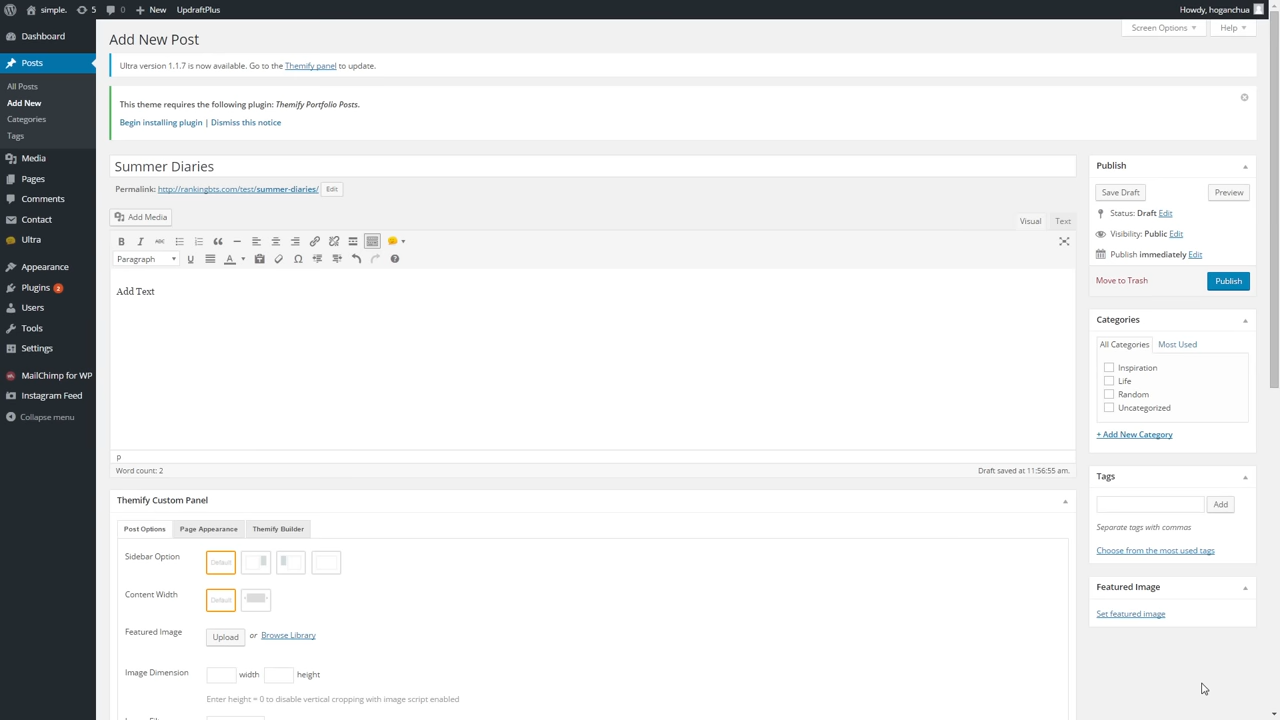 simple.
5
0
New
UpdraftPlus
Howdy, hoganchua
Dashboard
Posts
All Posts
Add New
Categories
Tags
Media
Pages
Comments
Contact
Ultra
Appearance
Plugins 2
Users
Tools
Settings
MailChimp for WP
Instagram Feed
Collapse menu
Screen Options
Help
Add New Post
Ultra version 1.1.7 is now available. Go to the Themify panel to update.
This theme requires the following plugin: Themify Portfolio Posts.
Begin installing plugin | Dismiss this notice
Summer Diaries
Permalink: http://rankingbts.com/test/summer-diaries/ Edit
Add Media
Visual Text
B I ABC
Paragraph U A
Add Text
p
Word count: 2
Draft saved at 11:56:55 am.
Themify Custom Panel
Post Options Page Appearance Themify Builder
Sidebar Option Default
Content Width Default
Featured Image Upload or Browse Library
Image Dimension width height
Enter height = 0 to disable vertical cropping with image script enabled
Publish
Save Draft Preview
Status: Draft Edit
Visibility: Public Edit
Publish immediately Edit
Move to Trash Publish
Categories
All Categories Most Used
Inspiration
Life
Random
Uncategorized
+ Add New Category
Tags
Add
Separate tags with commas
Choose from the most used tags
Featured Image
Set featured image